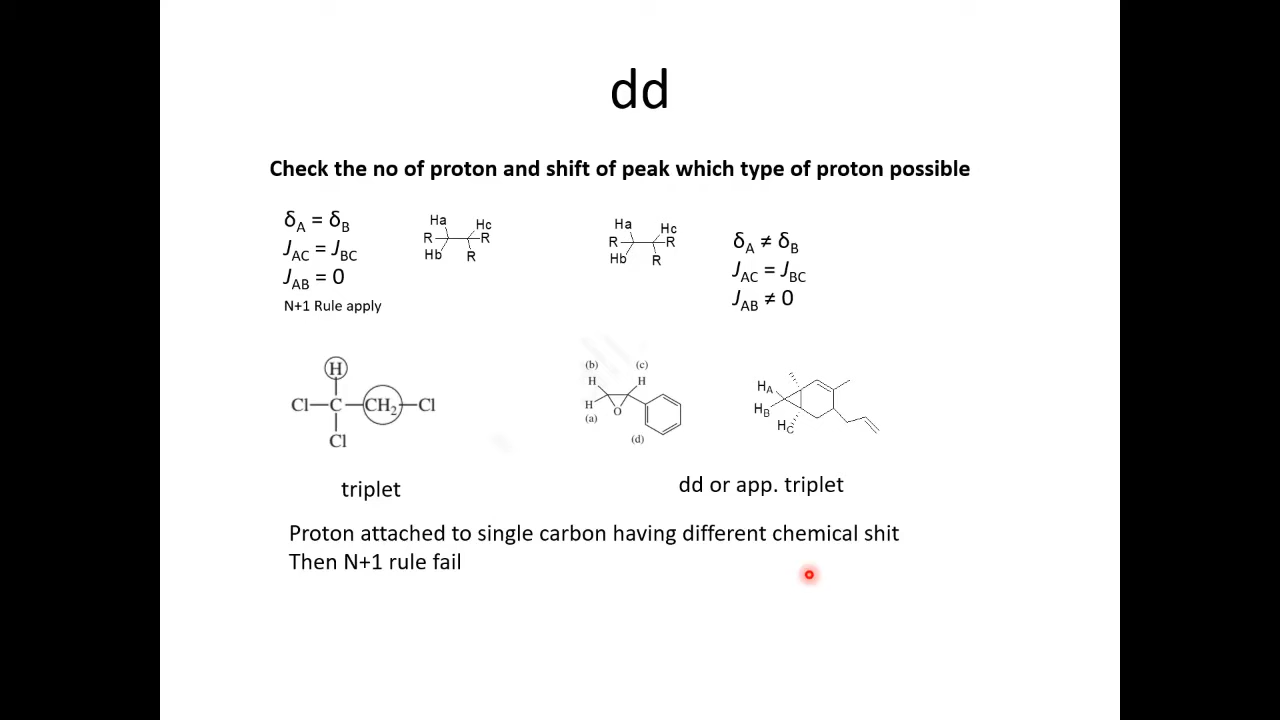 dd
Check the no of proton and shift of peak which type of proton possible
δA = δB
JAC = JBC
JAB = 0
N+1 Rule apply
Ha
Hc
R
R
Hb
R
Ha
Hc
R
R
Hb
R
δA ≠ δB
JAC = JBC
JAB ≠ 0
H
Cl C CH2 Cl
Cl
(b) (c)
H H
H O
(a)
(d)
HA
HB
HC
triplet
dd or app. triplet
Proton attached to single carbon having different chemical shit
Then N+1 rule fail